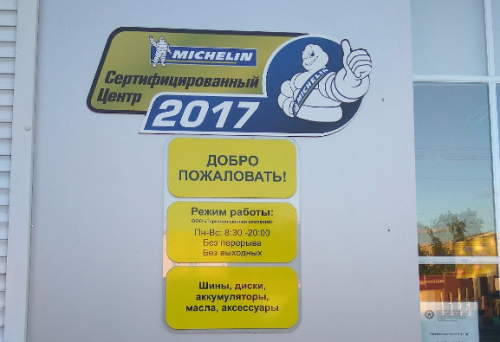 MICHELIN
Сертифицированный
Центр
2017
MICHELIN
ДОБРО
ПОЖАЛОВАТЬ!
Режим работы:
Пн-Вс: 8:30 -20:00
Без перерыва
Без выходных
Шины, диски,
аккумуляторы,
масла, аксессуары